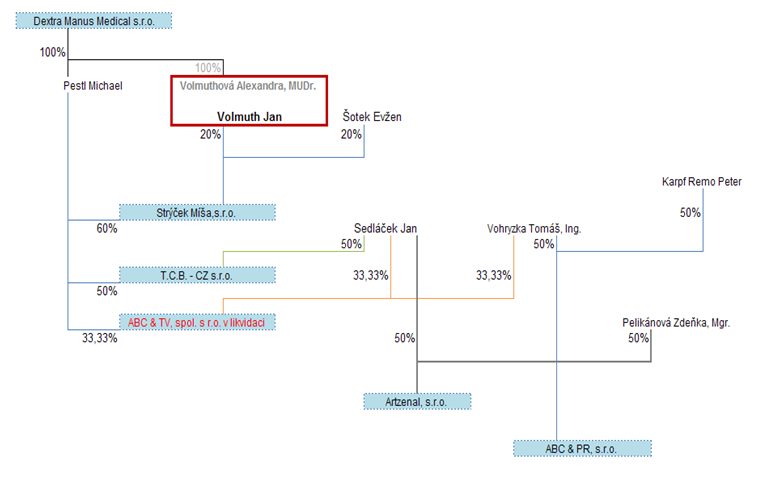 Dextra Manus Medical s.r.o.
100%
100%
Pestl Michael
Volmuthová Alexandra, MUDr.
Volmuth Jan
Šotek Evžen
20%
20%
Karpf Remo Peter
50%
Strýček Míša,s.r.o.
60%
Sedláček Jan
Vohryzka Tomáš, Ing.
50%
50%
T.C.B. - CZ s.r.o.
33,33%
33,33%
50%
ABC & TV, spol. s r.o. v likvidaci
33,33%
Pelikánová Zdeňka, Mgr.
50%
50%
Artzenal, s.r.o.
ABC & PR, s.r.o.